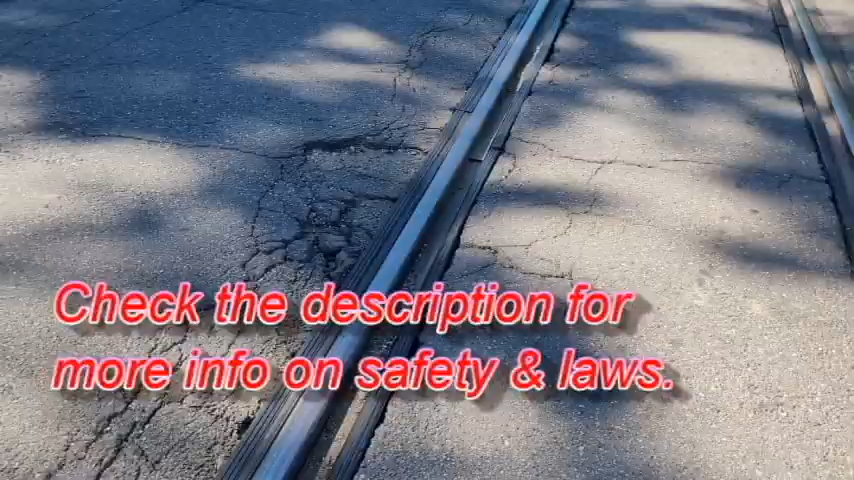 Check the description for
more info on safety & laws.